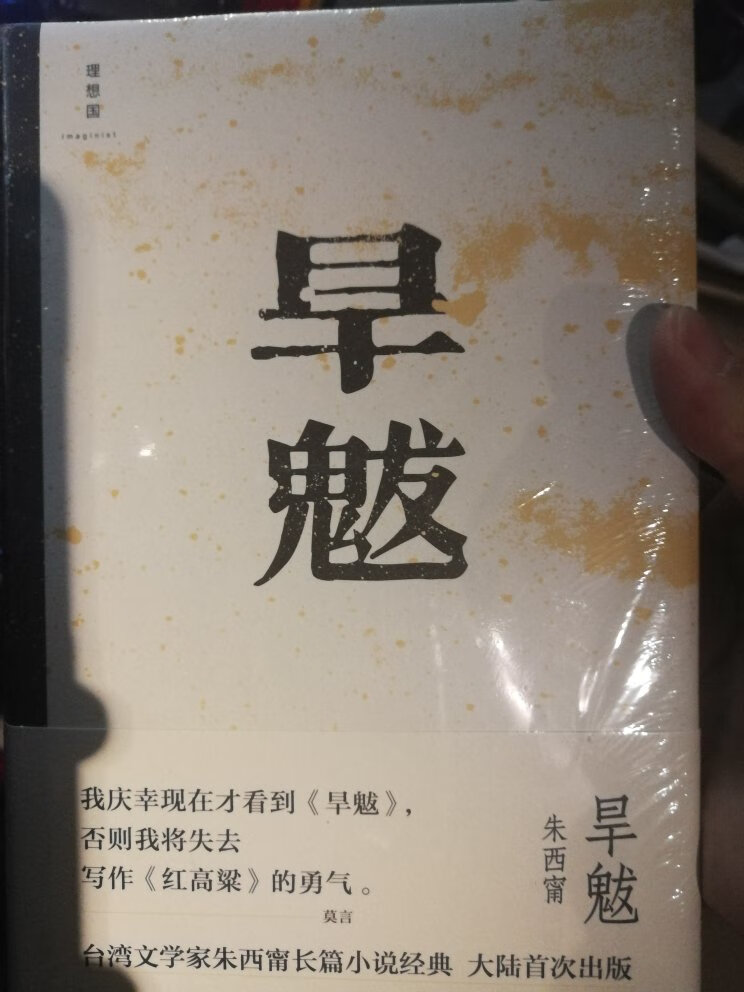 理想国
imaginist
旱
魃
我庆幸现在才看到《旱魃》，
否则我将失去
写作《红高粱》的勇气。
莫言
旱魃
朱西甯
台湾文学家朱西甯长篇小说经典 大陆首次出版